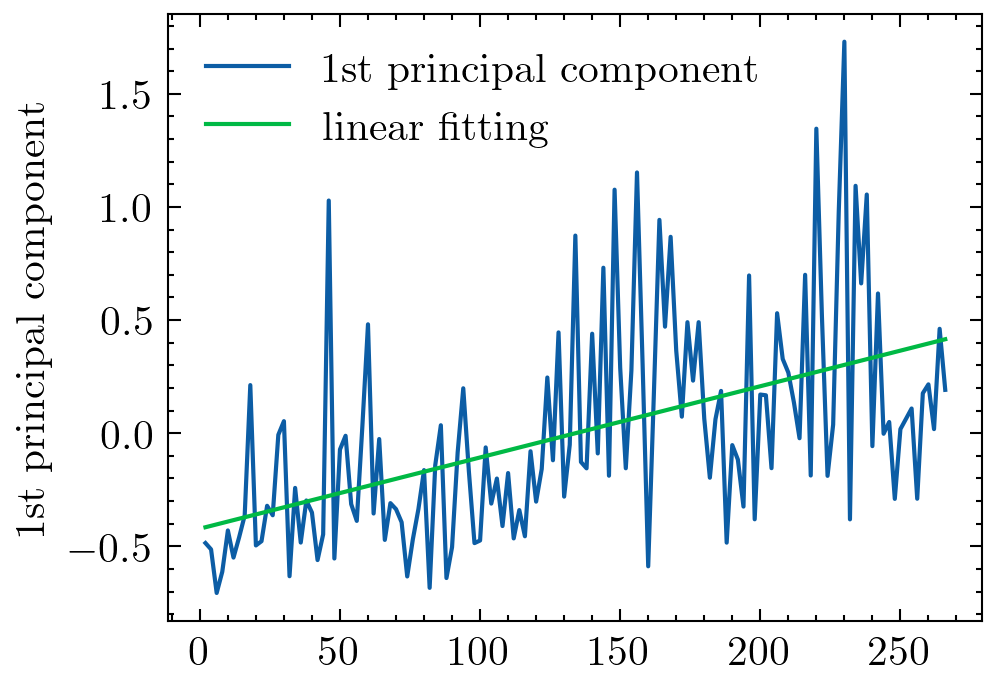 1st principal component
linear fitting
1st principal component
1.5
1.0
0.5
0.0
−0.5
0 50 100 150 200 250